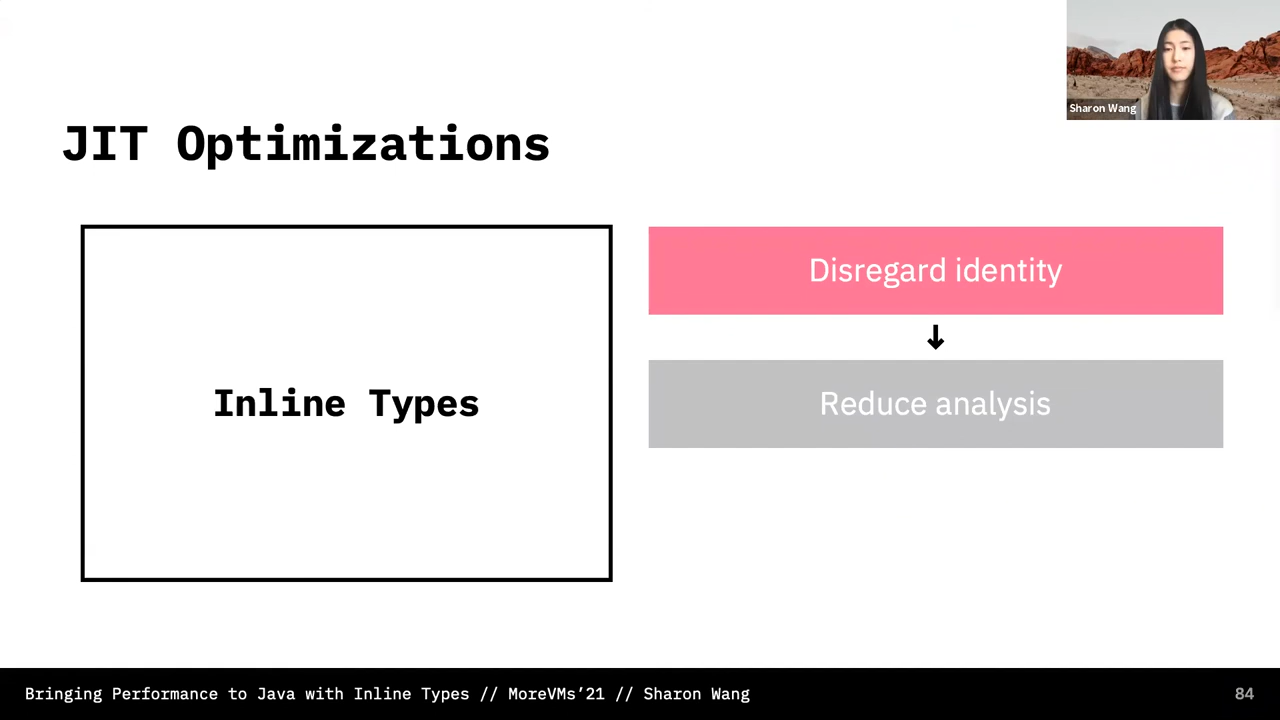 Sharon Wang
JIT Optimizations
Inline Types
Disregard identity
↓
Reduce analysis
Bringing Performance to Java with Inline Types // MoreVMs’21 // Sharon Wang
84